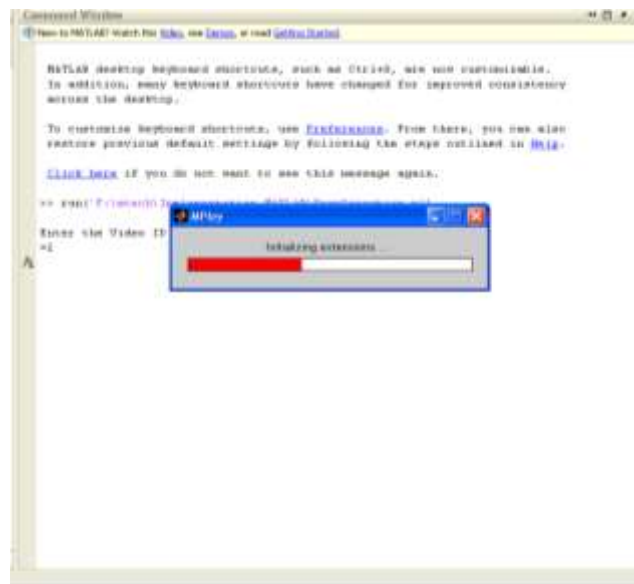 Command Window
New to MATLAB? Watch this Video, see Demos, or read Getting Started.
MATLAB desktop keyboard shortcuts, such as Ctrl+S, are now customizable.
In addition, many keyboard shortcuts have changed for improved consistency
across the desktop.
To customize keyboard shortcuts, use Preferences. From there, you can also
restore previous default settings by following the steps outlined in Help.
Click here if you do not want to see this message again.
>> run('F:
MPlay
Enter the Video ID
Initializing extensions ...
=1